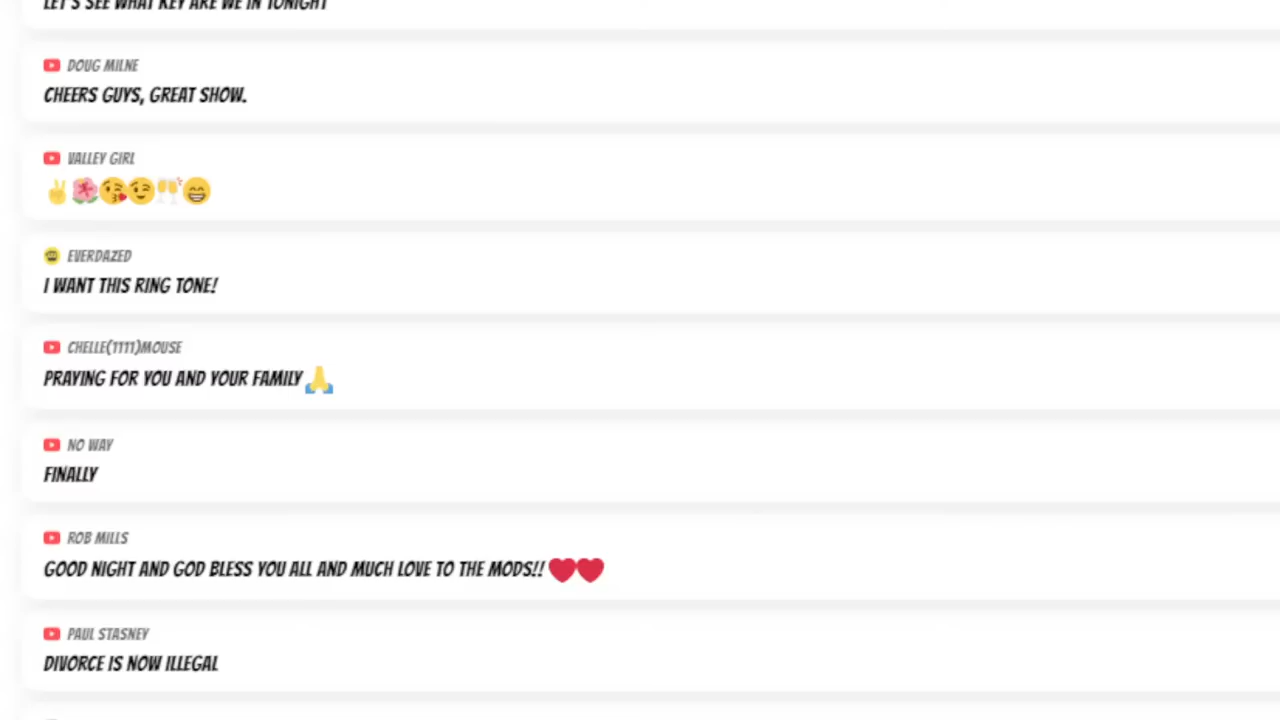 LET'S SEE WHAT KEY ARE WE IN TONIGHT
DOUG MILNE
CHEERS GUYS, GREAT SHOW.
VALLEY GIRL
✌️🌺😘😉🥂😁
EVERDAZED
I WANT THIS RING TONE!
CHELLE(1111)MOUSE
PRAYING FOR YOU AND YOUR FAMILY 🙏
NO WAY
FINALLY
ROB MILLS
GOOD NIGHT AND GOD BLESS YOU ALL AND MUCH LOVE TO THE MODS!! ❤️❤️
PAUL STASNEY
DIVORCE IS NOW ILLEGAL